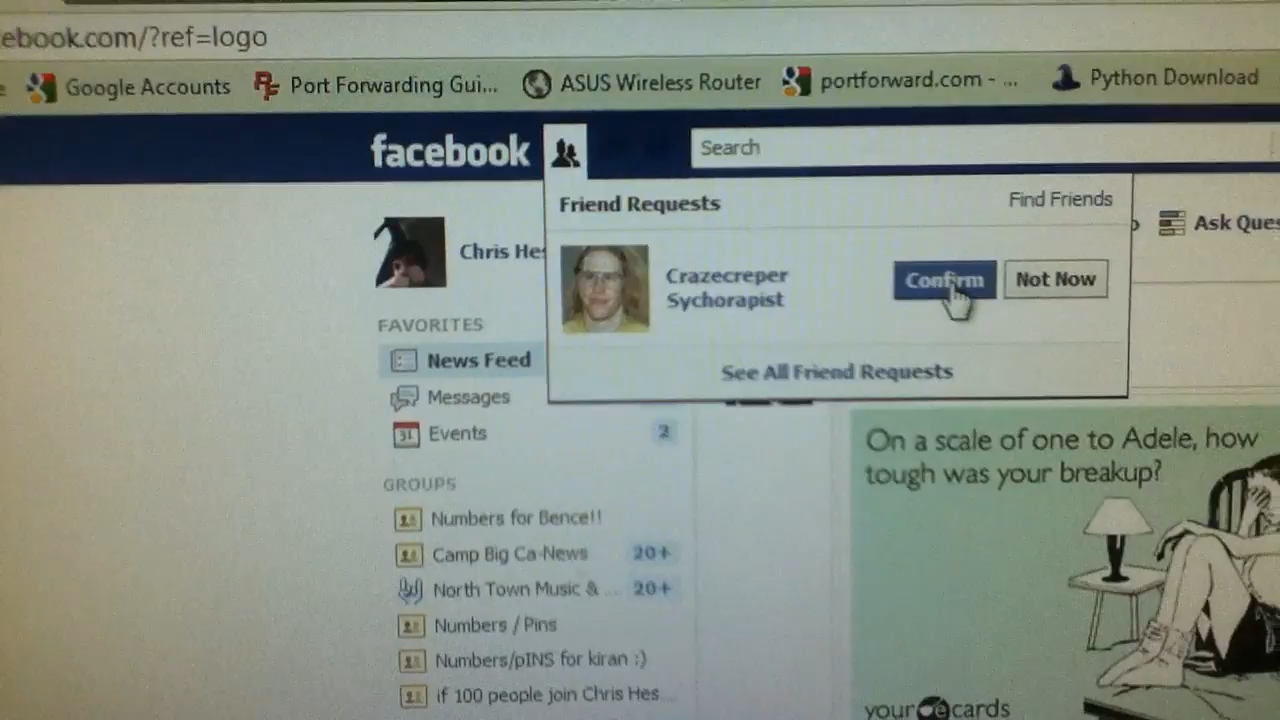 ebook.com/?ref=logo
Google Accounts Port Forwarding Gui... ASUS Wireless Router portforward.com - ... Python Download
facebook Search
Friend Requests Find Friends
Chris Hes
Crazecreper
Sychorapist
Confirm Not Now
Ask Ques
See All Friend Requests
FAVORITES
News Feed
Messages
31 Events 2
GROUPS
Numbers for Bence!!
Camp Big Ca-News 20+
North Town Music & ... 20+
Numbers / Pins
Numbers/pINS for kiran :)
if 100 people join Chris Hes...
On a scale of one to Adele, how
tough was your breakup?
your e cards